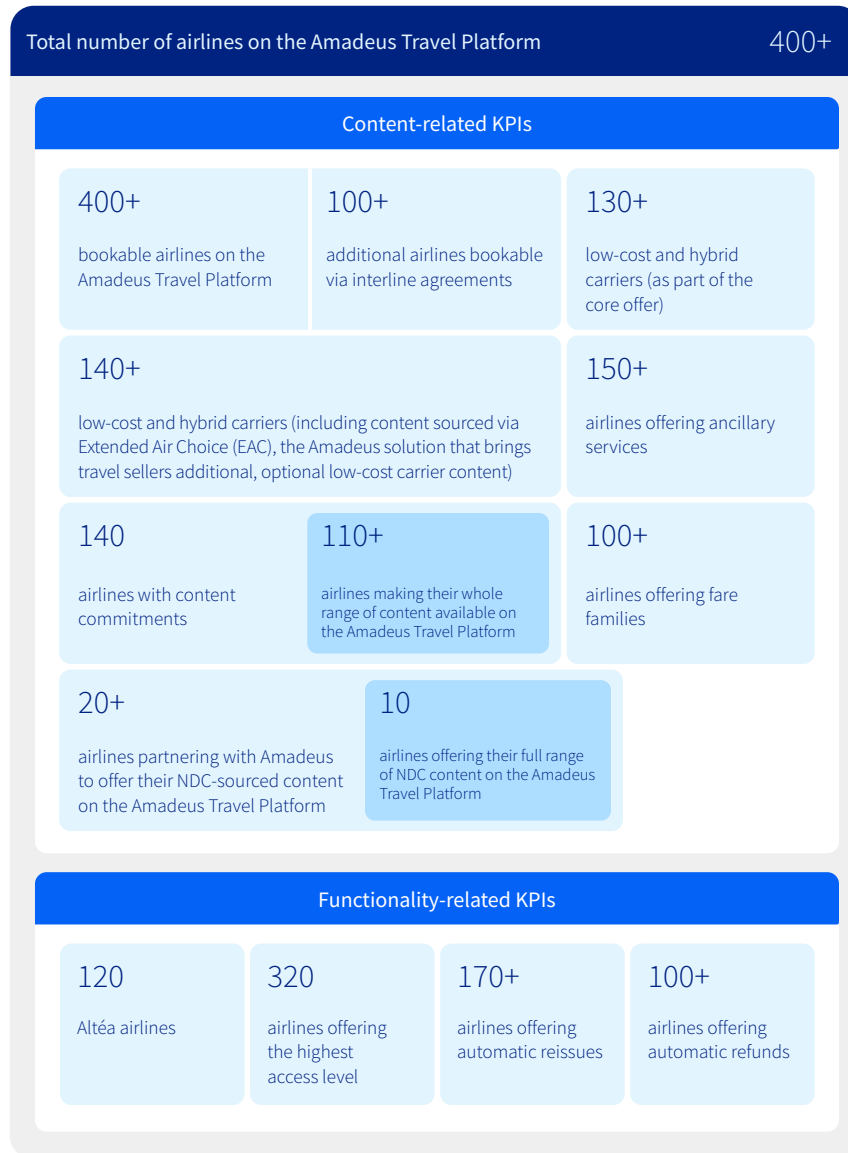 Total number of airlines on the Amadeus Travel Platform
400+
Content-related KPIs
400+
bookable airlines on the
Amadeus Travel Platform
100+
additional airlines bookable
via interline agreements
130+
low-cost and hybrid
carriers (as part of the
core offer)
140+
low-cost and hybrid carriers (including content sourced via
Extended Air Choice (EAC), the Amadeus solution that brings
travel sellers additional, optional low-cost carrier content)
150+
airlines offering ancillary
services
140
airlines with content
commitments
110+
airlines making their whole
range of content available on
the Amadeus Travel Platform
100+
airlines offering fare
families
20+
airlines partnering with Amadeus
to offer their NDC-sourced content
on the Amadeus Travel Platform
10
airlines offering their full range
of NDC content on the Amadeus
Travel Platform
Functionality-related KPIs
120
Altéa airlines
320
airlines offering
the highest
access level
170+
airlines offering
automatic reissues
100+
airlines offering
automatic refunds